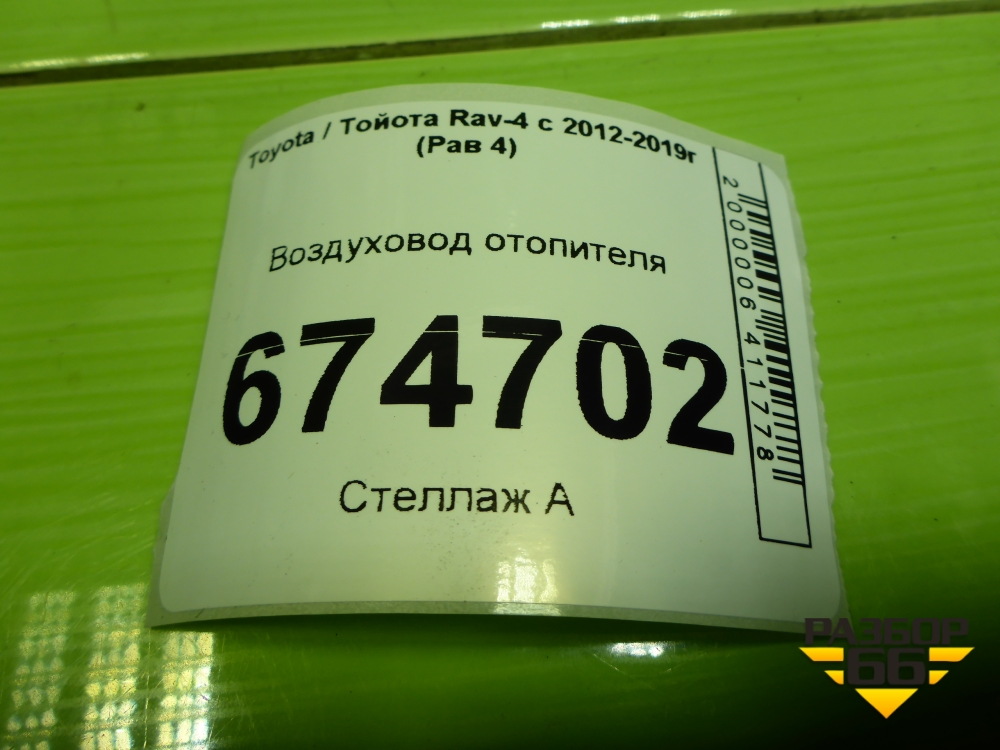 Toyota / Тойота Rav-4 с 2012-2019г
(Рав 4)
Воздуховод отопителя
674702
Стеллаж А
2000006411778
РАЗБОР
66